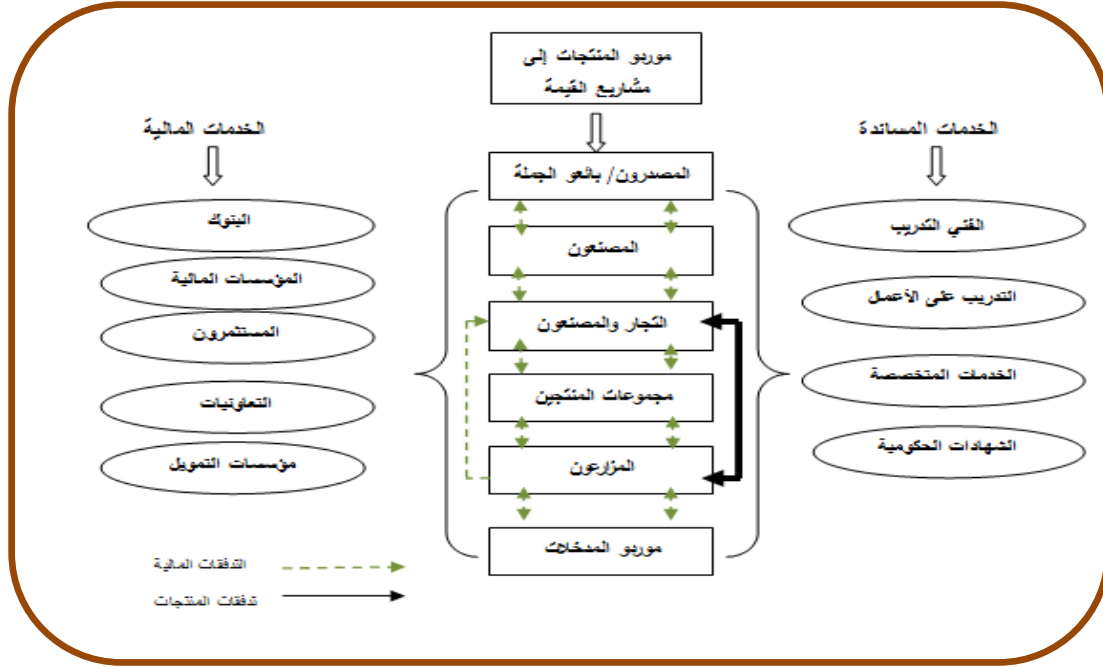 موربو المنتجات إلى
مشاريع القيمة
الخدمات المساندة
الخدمات المالية
المصدرون/ بائعو الجملة
المصنعون
التجار والمصنعون
مجموعات المنتجين
المزارعون
موربو المدخلات
الفني التدريب
التدريب على الأعمال
الخدمات المتخصصة
الشهادات الحكومية
البنوك
المؤسسات المالية
المستثمرون
التعاونيات
مؤسسات التمويل
التدفقات المالية
تدفقات المنتجات